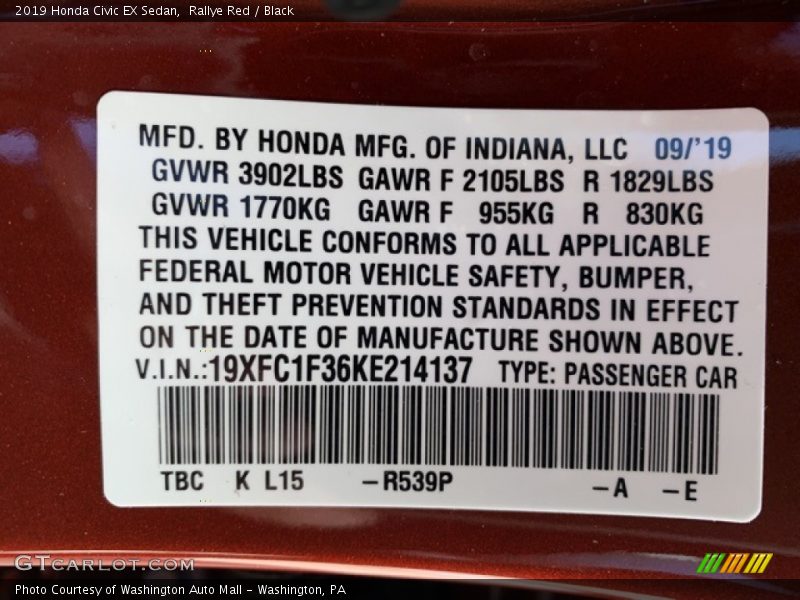 2019 Honda Civic EX Sedan,  Rallye Red / Black
MFD. BY HONDA MFG. OF INDIANA, LLC 09/'19
GVWR 3902LBS GAWR F 2105LBS R 1829LBS
GVWR 1770KG GAWR F 955KG R 830KG
THIS VEHICLE CONFORMS TO ALL APPLICABLE
FEDERAL MOTOR VEHICLE SAFETY, BUMPER,
AND THEFT PREVENTION STANDARDS IN EFFECT
ON THE DATE OF MANUFACTURE SHOWN ABOVE.
V.I.N.:19XFC1F36KE214137 TYPE: PASSENGER CAR
TBC K L15 –R539P –A –E
GTCARLOT.COM
Photo Courtesy of Washington Auto Mall – Washington, PA